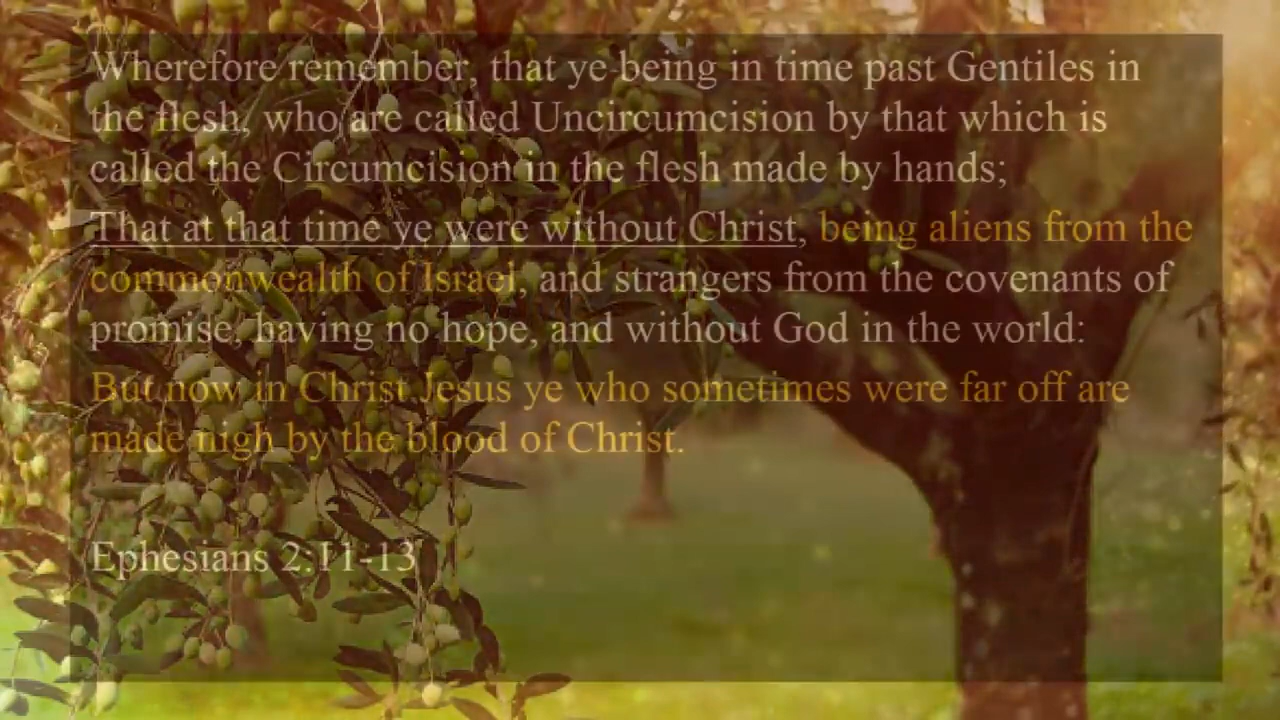 Wherefore remember, that ye being in time past Gentiles in
the flesh, who are called Uncircumcision by that which is
called the Circumcision in the flesh made by hands;
That at that time ye were without Christ, being aliens from the
commonwealth of Israel, and strangers from the covenants of
promise, having no hope, and without God in the world:
But now in Christ Jesus ye who sometimes were far off are
made nigh by the blood of Christ.
Ephesians 2:11-13